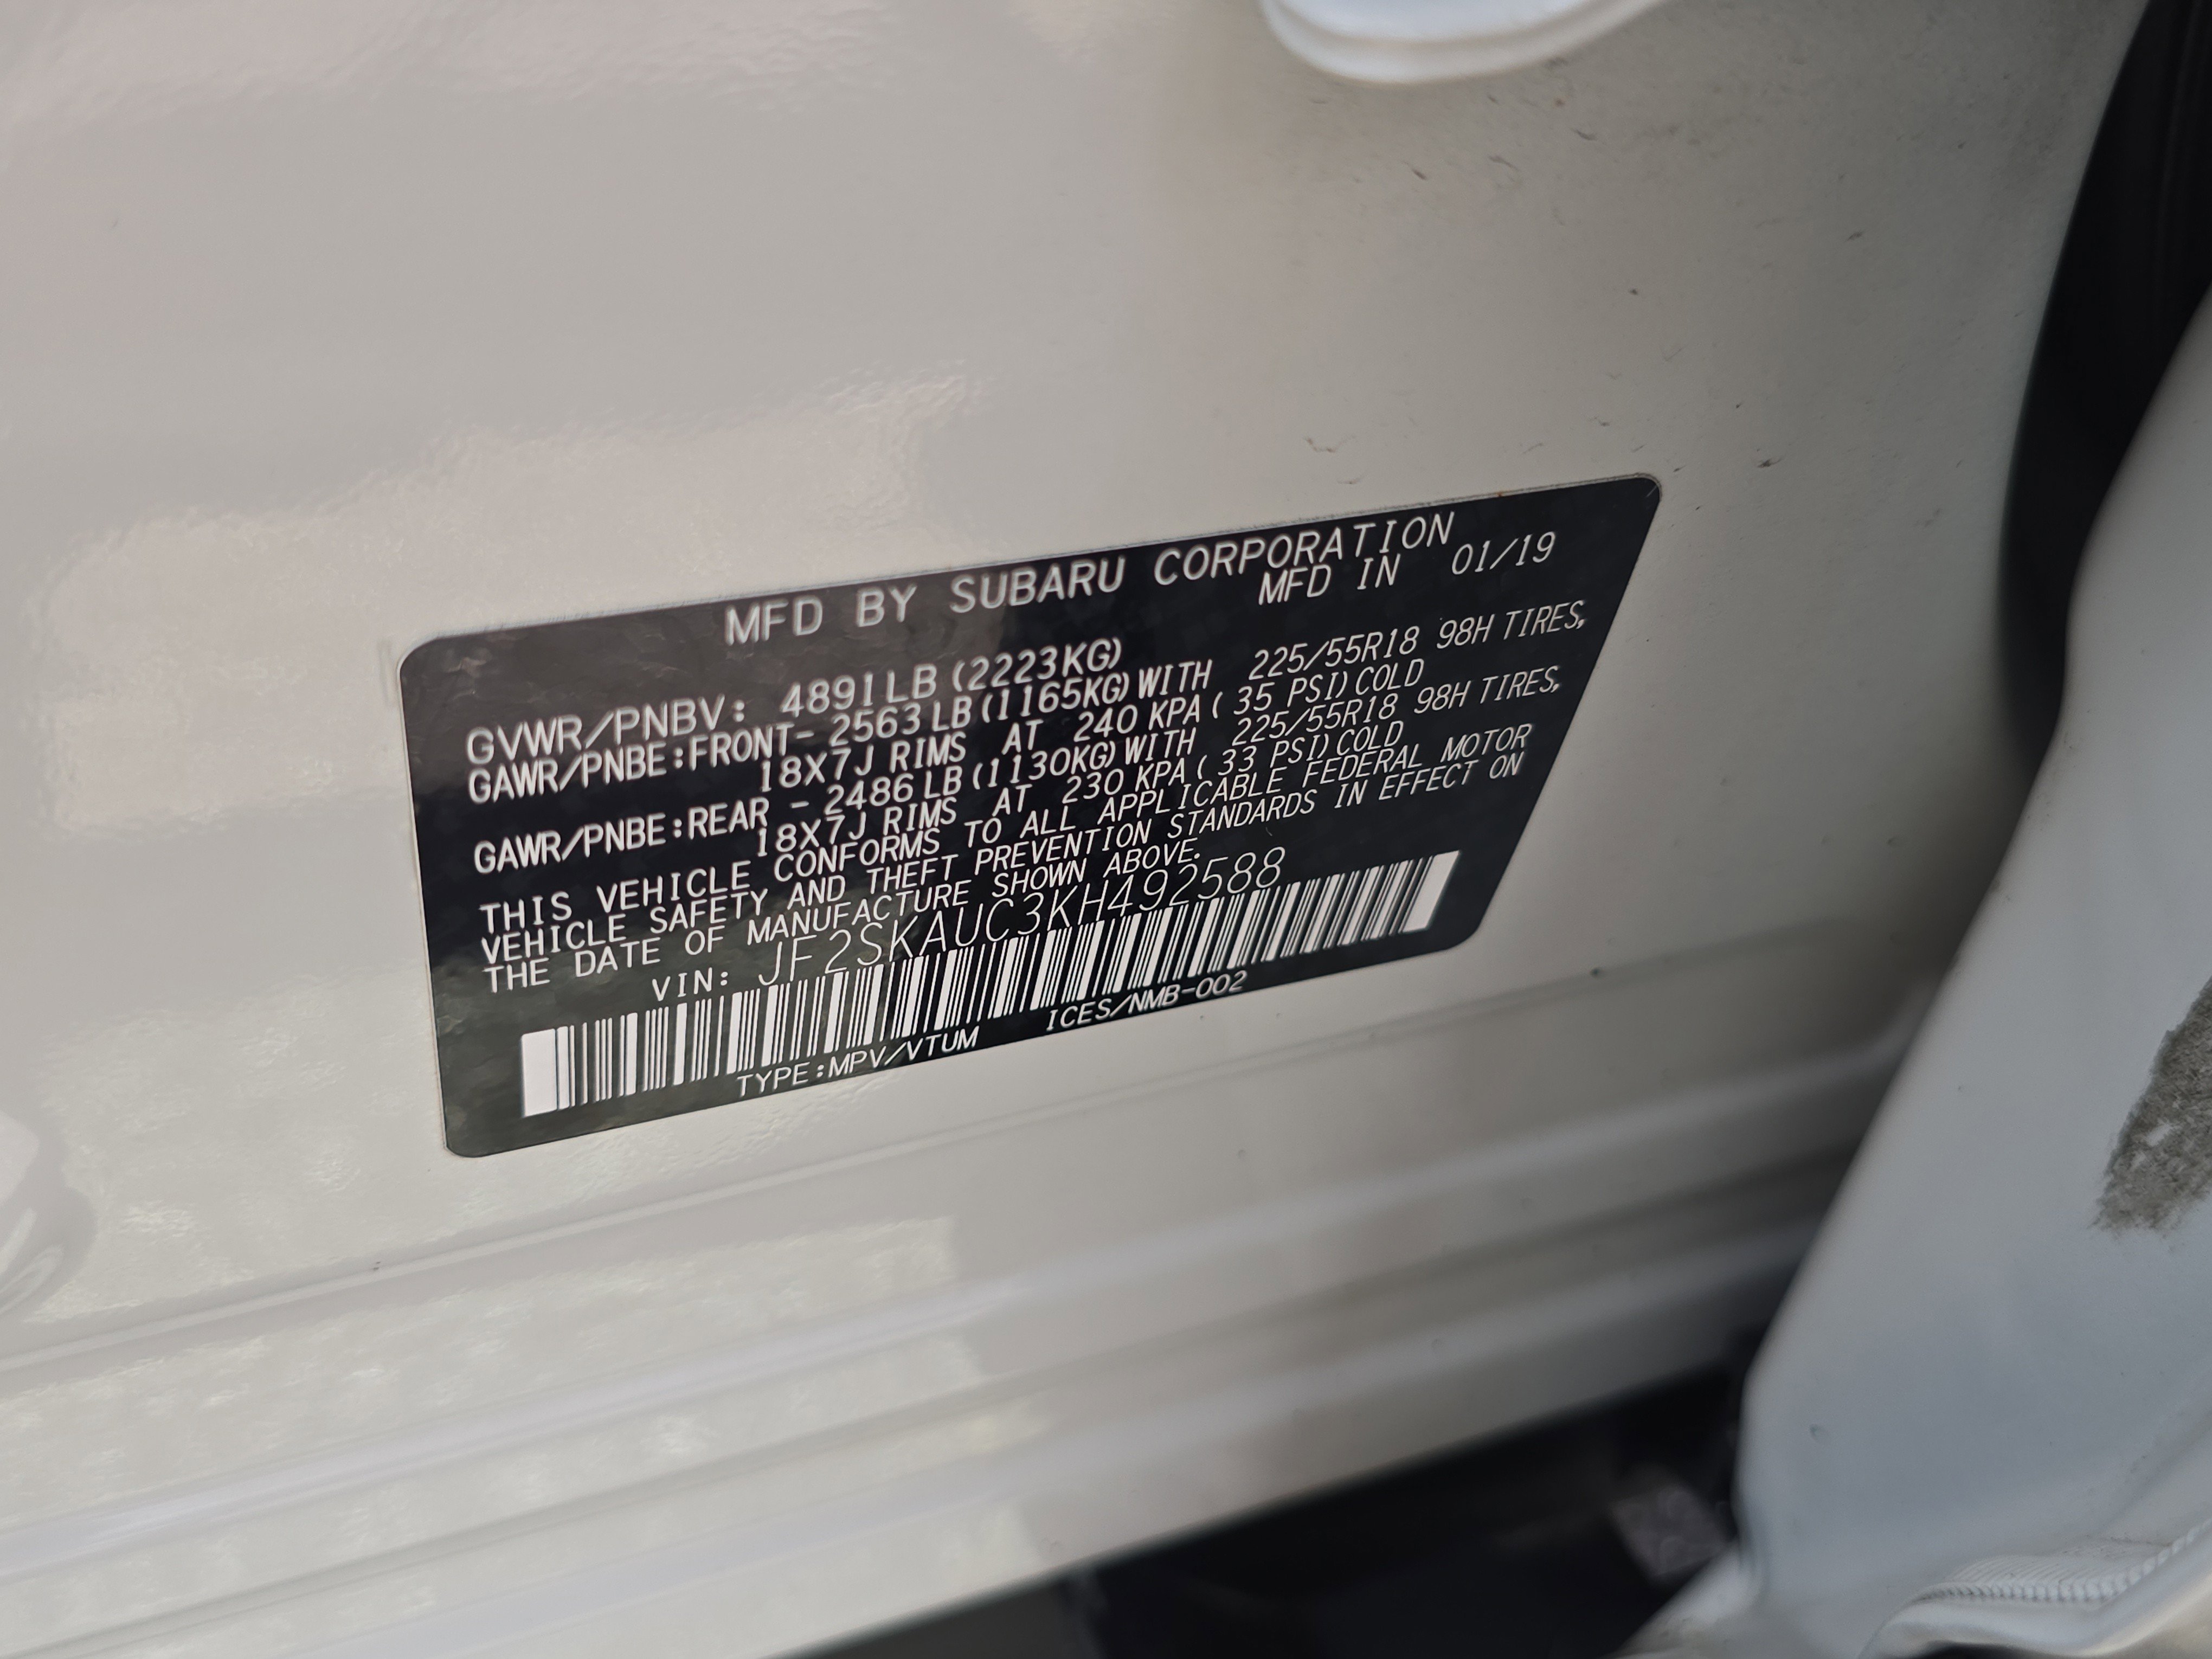 MFD BY SUBARU CORPORATION
MFD IN 01/19
GVWR/PNBV: 4891LB (2223KG)
GAWR/PNBE:FRONT- 2563LB (1165KG) WITH 225/55R18 98H TIRES,
18X7J RIMS AT 240 KPA ( 35 PSI) COLD
GAWR/PNBE:REAR - 2486LB (1130KG) WITH 225/55R18 98H TIRES,
18X7J RIMS AT 230 KPA ( 33 PSI) COLD
THIS VEHICLE CONFORMS TO ALL APPLICABLE FEDERAL MOTOR
VEHICLE SAFETY AND THEFT PREVENTION STANDARDS IN EFFECT ON
THE DATE OF MANUFACTURE SHOWN ABOVE.
VIN: JF2SKAUC3KH492588
TYPE:MPV/VTUM ICES/NMB-002